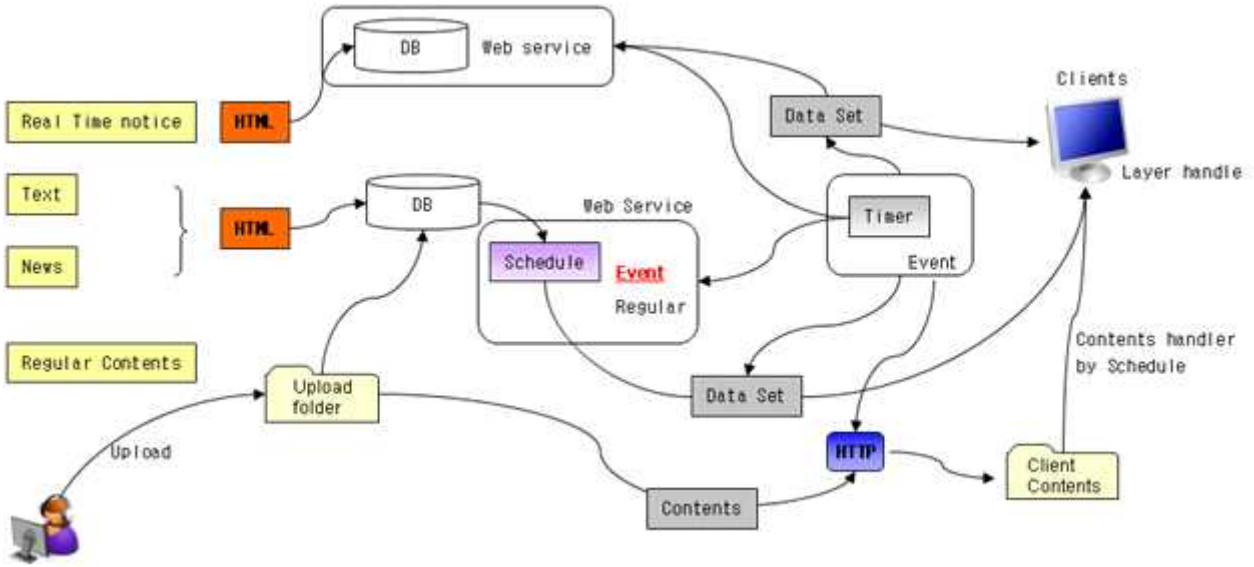 DB
Web service
Clients
Real Time notice
HTML
Data Set
Layer handle
Text
DB
Web Service
Timer
HTML
News
Schedule
Event
Event
Regular
Regular Contents
Contents handler
by Schedule
Upload
folder
Data Set
Upload
HTTP
Client
Contents
Contents